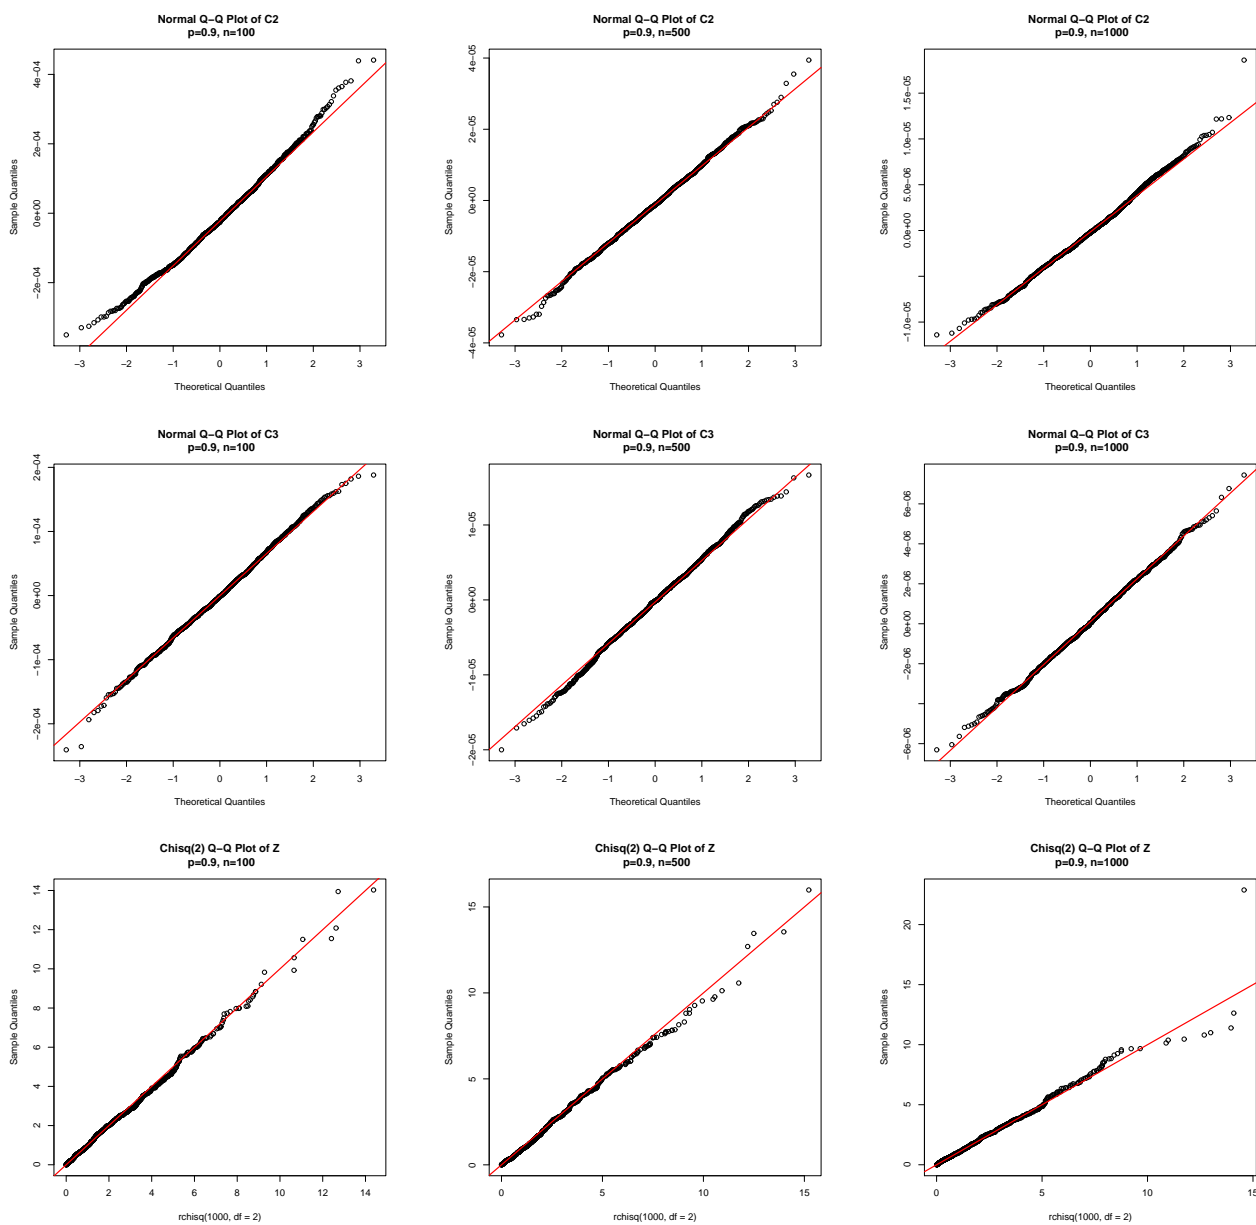 Normal Q−Q Plot of C2
p=0.9, n=100
Sample Quantiles
−2e−04 0e+00 2e−04 4e−04
−3 −2 −1 0 1 2 3
Theoretical Quantiles
Normal Q−Q Plot of C2
p=0.9, n=500
Sample Quantiles
−4e−05 −2e−05 0e+00 2e−05 4e−05
−3 −2 −1 0 1 2 3
Theoretical Quantiles
Normal Q−Q Plot of C2
p=0.9, n=1000
Sample Quantiles
−1.0e−05 0.0e+00 5.0e−06 1.0e−05 1.5e−05
−3 −2 −1 0 1 2 3
Theoretical Quantiles
Normal Q−Q Plot of C3
p=0.9, n=100
Sample Quantiles
−2e−04 −1e−04 0e+00 1e−04 2e−04
−3 −2 −1 0 1 2 3
Theoretical Quantiles
Normal Q−Q Plot of C3
p=0.9, n=500
Sample Quantiles
−2e−05 −1e−05 0e+00 1e−05
−3 −2 −1 0 1 2 3
Theoretical Quantiles
Normal Q−Q Plot of C3
p=0.9, n=1000
Sample Quantiles
−6e−06 −2e−06 0e+00 2e−06 4e−06 6e−06
−3 −2 −1 0 1 2 3
Theoretical Quantiles
Chisq(2) Q−Q Plot of Z
p=0.9, n=100
Sample Quantiles
0 2 4 6 8 10 12 14
0 2 4 6 8 10 12 14
rchisq(1000, df = 2)
Chisq(2) Q−Q Plot of Z
p=0.9, n=500
Sample Quantiles
0 5 10 15
0 5 10 15
rchisq(1000, df = 2)
Chisq(2) Q−Q Plot of Z
p=0.9, n=1000
Sample Quantiles
0 5 10 15 20
0 5 10 15
rchisq(1000, df = 2)